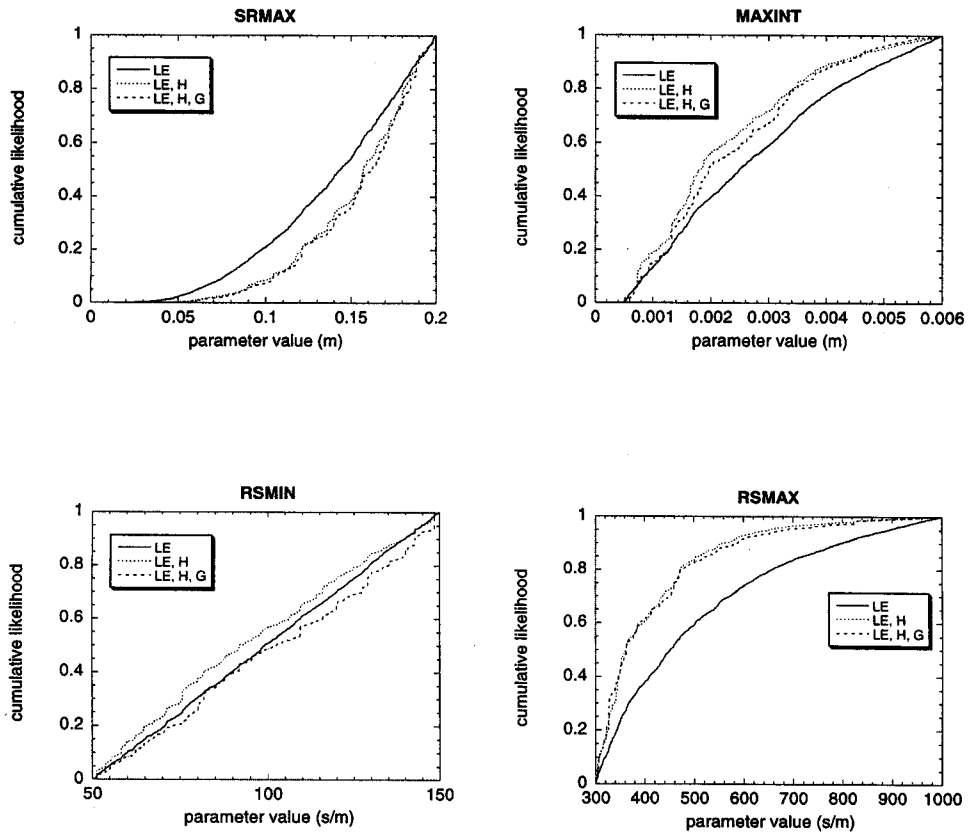 SRMAX
1
0.8
0.6
0.4
0.2
0
cumulative likelihood
LE
LE, H
LE, H, G
0 0.05 0.1 0.15 0.2
parameter value (m)
MAXINT
1
0.8
0.6
0.4
0.2
0
cumulative likelihood
LE
LE, H
LE, H, G
0 0.001 0.002 0.003 0.004 0.005 0.006
parameter value (m)
RSMIN
1
0.8
0.6
0.4
0.2
0
cumulative likelihood
LE
LE, H
LE, H, G
50 100 150
parameter value (s/m)
RSMAX
1
0.8
0.6
0.4
0.2
0
cumulative likelihood
LE
LE, H
LE, H, G
300 400 500 600 700 800 900 1000
parameter value (s/m)